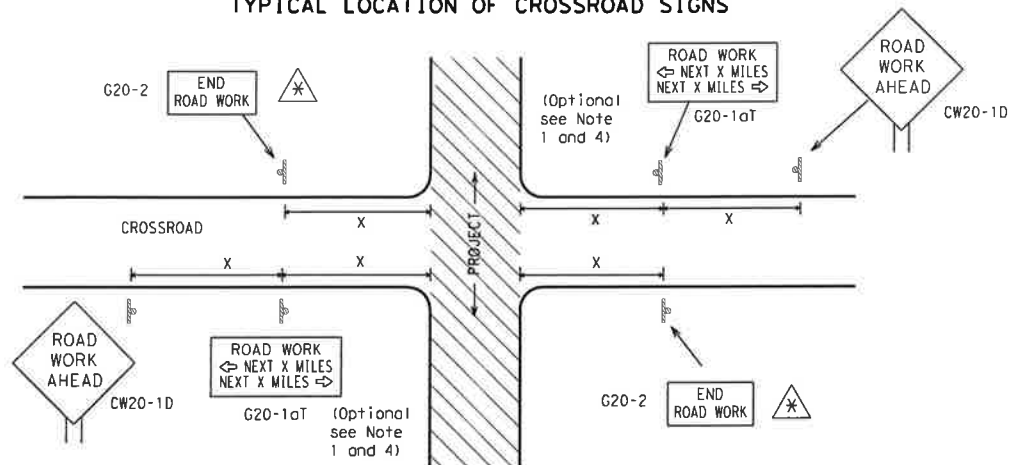 TYPICAL LOCATION OF CROSSROAD SIGNS
G20-2
END
ROAD WORK
*
(Optional
see Note
1 and 4)
ROAD WORK
⇦ NEXT X MILES
NEXT X MILES ⇨
G20-1aT
ROAD
WORK
AHEAD
CW20-1D
X
X
X
CROSSROAD
PROJECT
X
X
X
ROAD
WORK
AHEAD
CW20-1D
ROAD WORK
⇦ NEXT X MILES
NEXT X MILES ⇨
G20-1aT
(Optional
see Note
1 and 4)
G20-2
END
ROAD WORK
*